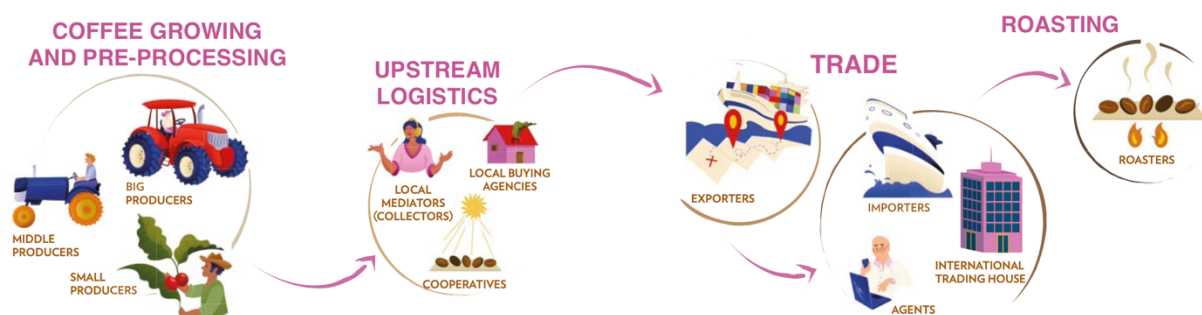 COFFEE GROWING
AND PRE-PROCESSING
BIG
PRODUCERS
MIDDLE
PRODUCERS
SMALL
PRODUCERS
UPSTREAM
LOGISTICS
LOCAL
MEDIATORS
(COLLECTORS)
LOCAL BUYING
AGENCIES
COOPERATIVES
TRADE
EXPORTERS
IMPORTERS
AGENTS
INTERNATIONAL
TRADING HOUSE
ROASTING
ROASTERS